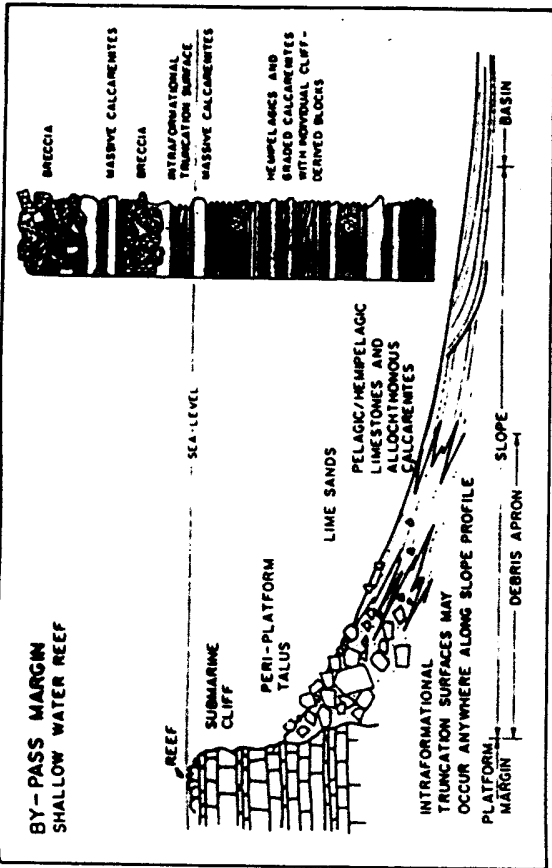 BY-PASS MARGIN
SHALLOW WATER REEF
REEF
SEA-LEVEL
SUBMARINE
CLIFF
PERI-PLATFORM
TALUS
LIME SANDS
PELAGIC/HEMIPELAGIC
LIMESTONES AND
ALLOCHTHONOUS
CALCARENITES
INTRAFORMATIONAL
TRUNCATION SURFACES MAY
OCCUR ANYWHERE ALONG SLOPE PROFILE
PLATFORM
MARGIN
SLOPE
BASIN
DEBRIS APRON
BRECCIA
MASSIVE CALCARENITES
BRECCIA
INTRAFORMATIONAL
TRUNCATION SURFACE
MASSIVE CALCARENITES
HEMIPELAGICS AND
GRADED CALCARENITES
WITH INDIVIDUAL CLIFF-
DERIVED BLOCKS